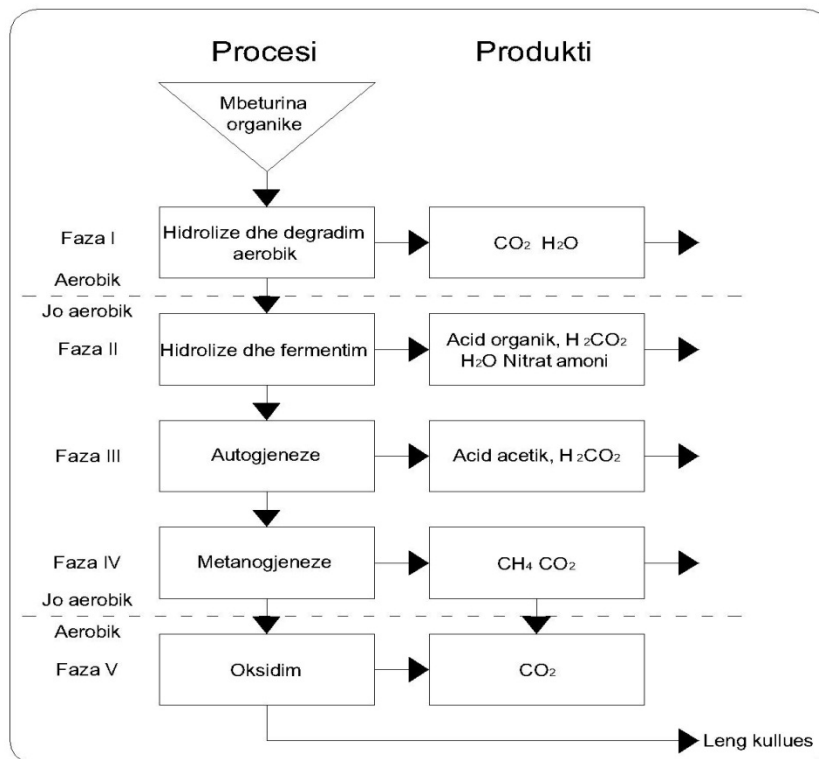 Procesi
Produkti
Mbeturina
organike
Faza I
Hidrolize dhe degradim
aerobik
CO₂ H₂O
Aerobik
Jo aerobik
Faza II
Hidrolize dhe fermentim
Acid organik, H₂CO₂
H₂O Nitrat amoni
Faza III
Autogjeneze
Acid acetik, H₂CO₂
Faza IV
Metanogjeneze
CH₄ CO₂
Jo aerobik
Aerobik
Faza V
Oksidim
CO₂
Leng kullues